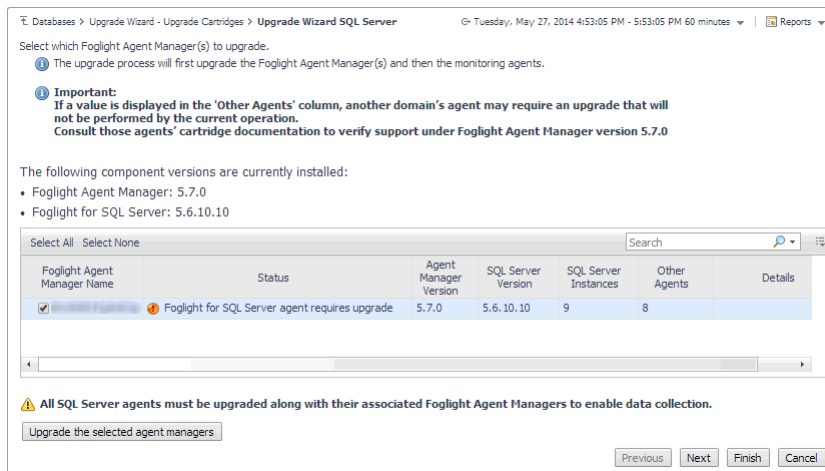 Databases > Upgrade Wizard - Upgrade Cartridges > Upgrade Wizard SQL Server Tuesday, May 27, 2014 4:53:05 PM - 5:53:05 PM 60 minutes Reports
Select which Foglight Agent Manager(s) to upgrade.
The upgrade process will first upgrade the Foglight Agent Manager(s) and then the monitoring agents.
Important:
If a value is displayed in the 'Other Agents' column, another domain's agent may require an upgrade that will
not be performed by the current operation.
Consult those agents' cartridge documentation to verify support under Foglight Agent Manager version 5.7.0
The following component versions are currently installed:
• Foglight Agent Manager: 5.7.0
• Foglight for SQL Server: 5.6.10.10
Select All Select None Search
Foglight Agent Manager Name Status Agent Manager Version SQL Server Version SQL Server Instances Other Agents Details
Foglight for SQL Server agent requires upgrade 5.7.0 5.6.10.10 9 8
All SQL Server agents must be upgraded along with their associated Foglight Agent Managers to enable data collection.
Upgrade the selected agent managers
Previous Next Finish Cancel